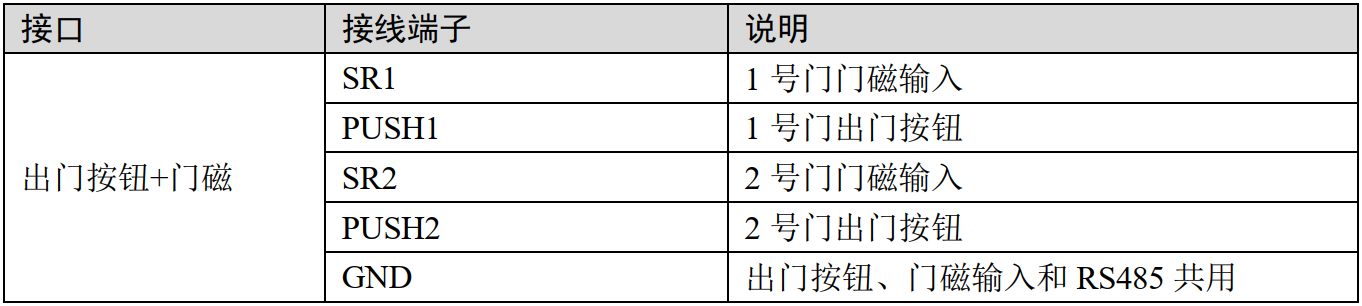 接口 接线端子 说明
SR1 1 号门门磁输入
PUSH1 1 号门出门按钮
出门按钮+门磁 SR2 2 号门门磁输入
PUSH2 2 号门出门按钮
GND 出门按钮、门磁输入和 RS485 共用